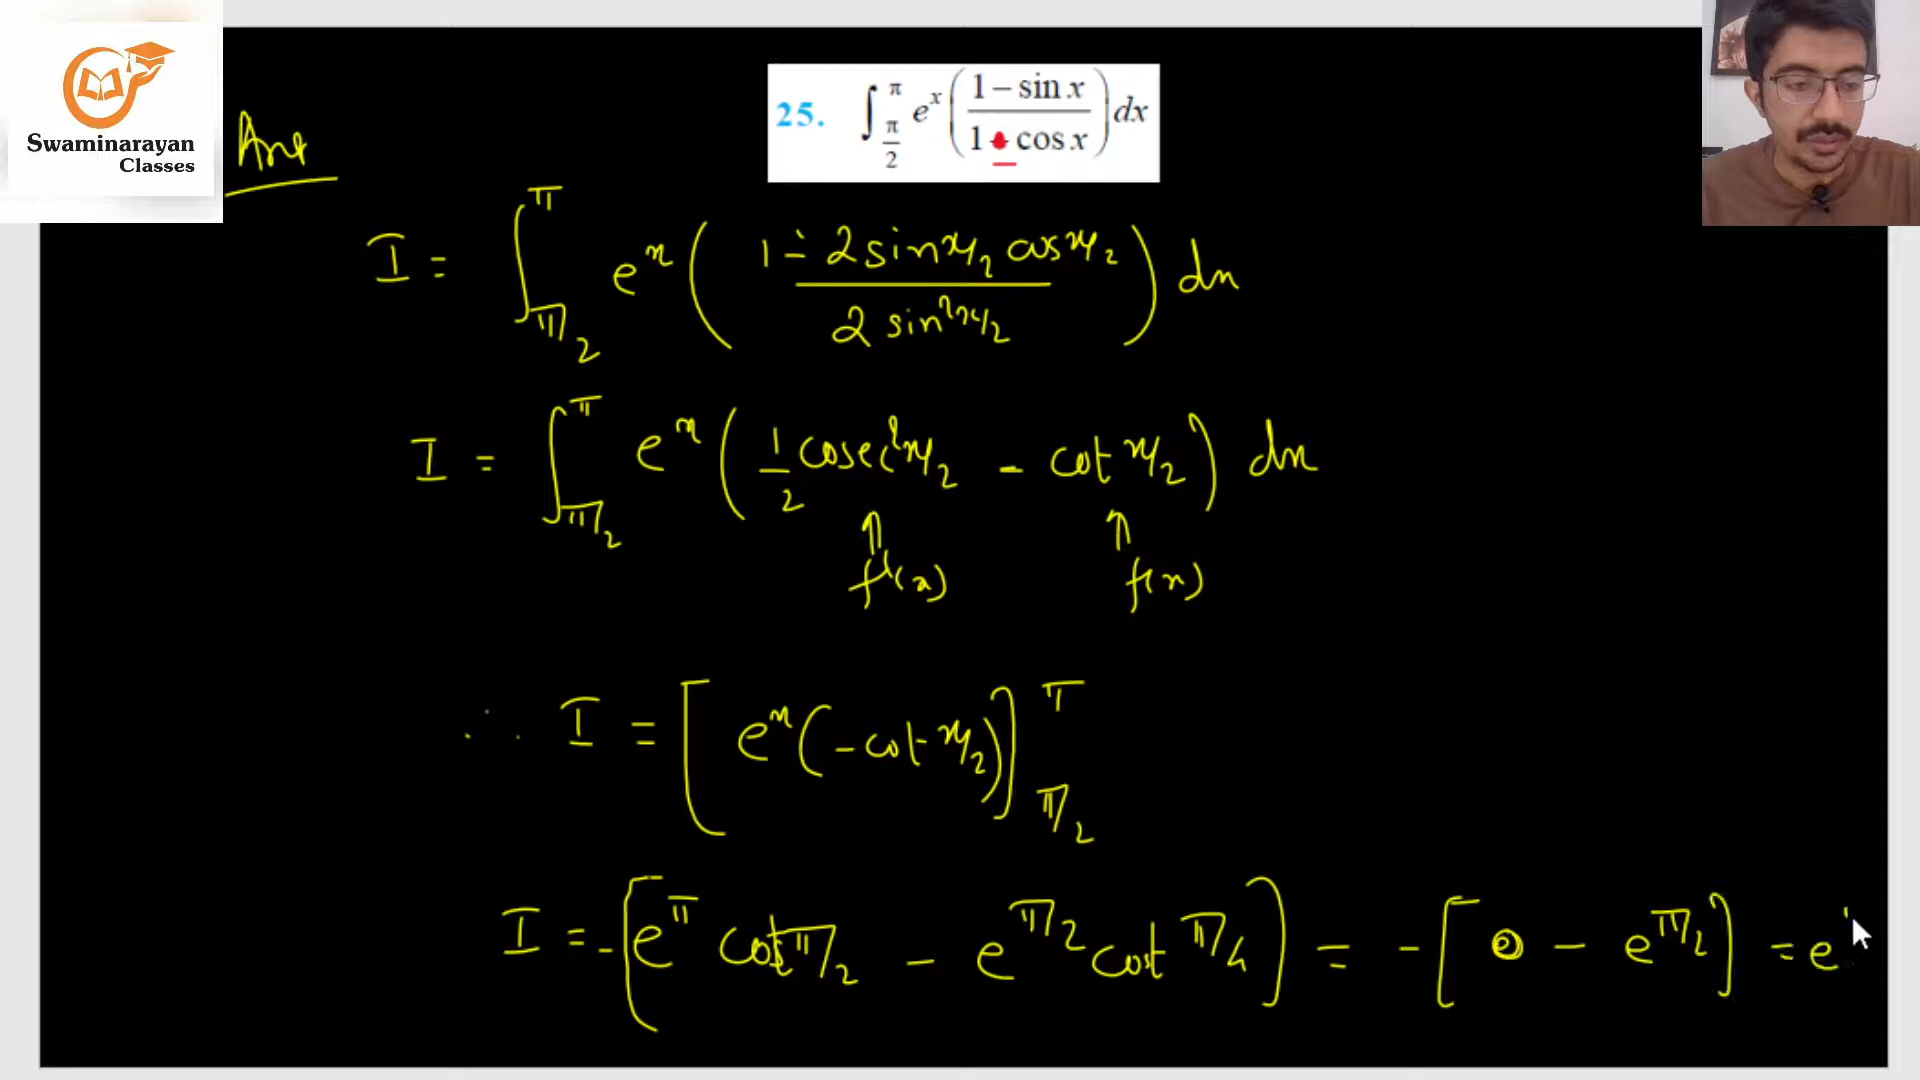 Swaminarayan
Classes
Ans
25. ∫_{π/2}^{π} e^x ((1 − sin x)/(1 − cos x)) dx
I = ∫_{π/2}^{π} e^x ((1 − 2 sin x/2 cos x/2)/(2 sin² x/2)) dx
I = ∫_{π/2}^{π} e^x (1/2 cosec² x/2 − cot x/2) dx
↑ ↑
f'(x) f(x)
∴ I = [e^x (−cot x/2)]_{π/2}^{π}
I = −[e^π cot π/2 − e^{π/2} cot π/4] = −[0 − e^{π/2}] = e